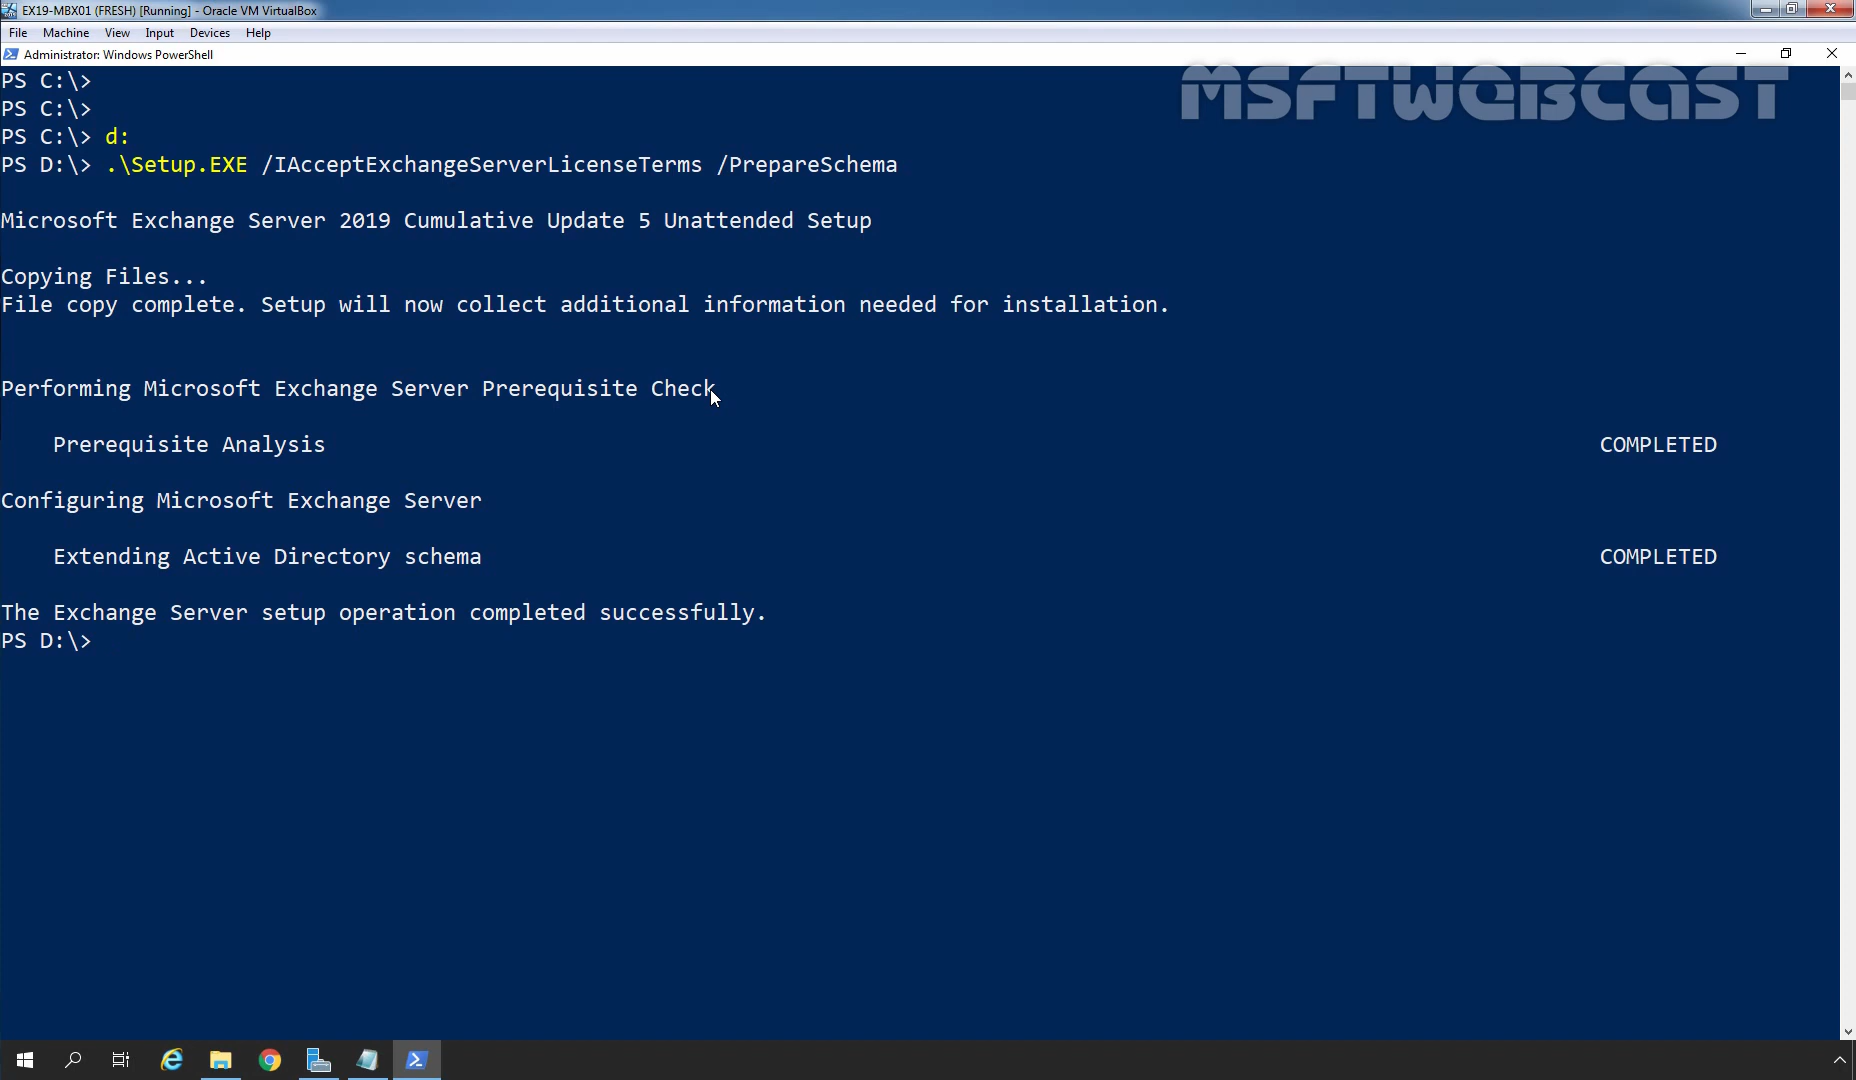 EX19-MBX01 (FRESH) [Running] - Oracle VM VirtualBox
File Machine View Input Devices Help
Administrator: Windows PowerShell
MSFTWEBCAST
PS C:\>
PS C:\>
PS C:\> d:
PS D:\> .\Setup.EXE /IAcceptExchangeServerLicenseTerms /PrepareSchema
Microsoft Exchange Server 2019 Cumulative Update 5 Unattended Setup
Copying Files...
File copy complete. Setup will now collect additional information needed for installation.
Performing Microsoft Exchange Server Prerequisite Check
Prerequisite Analysis COMPLETED
Configuring Microsoft Exchange Server
Extending Active Directory schema COMPLETED
The Exchange Server setup operation completed successfully.
PS D:\>